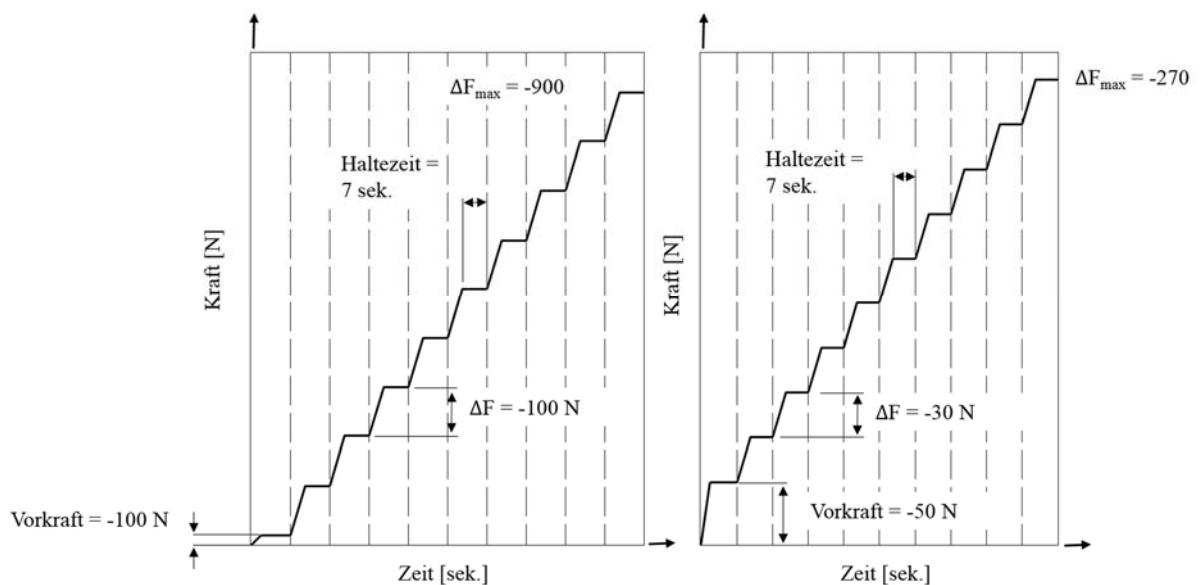 ΔFmax = -900
Haltezeit =
7 sek.
Kraft [N]
ΔF = -100 N
Vorkraft = -100 N
Zeit [sek.]
ΔFmax = -270
Haltezeit =
7 sek.
Kraft [N]
ΔF = -30 N
Vorkraft = -50 N
Zeit [sek.]